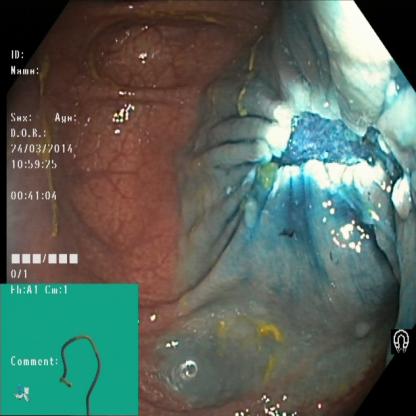 ID:
Name:
Sex: Age:
D.O.B.:
24/03/2014
10:59:25
00:41:04
■■■/■■■
0/1
Eh:A1 Cm:1
Comment: